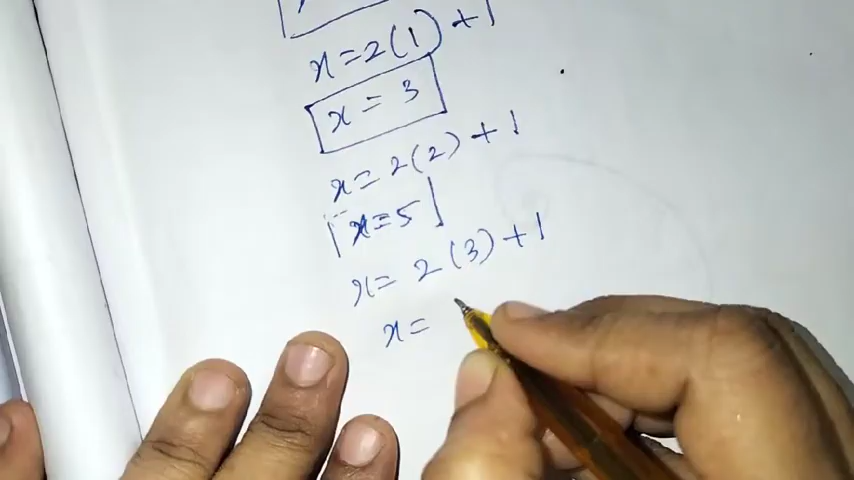 x=2(1)+1
x=3
x=2(2)+1
x=5
x=2(3)+1
x=